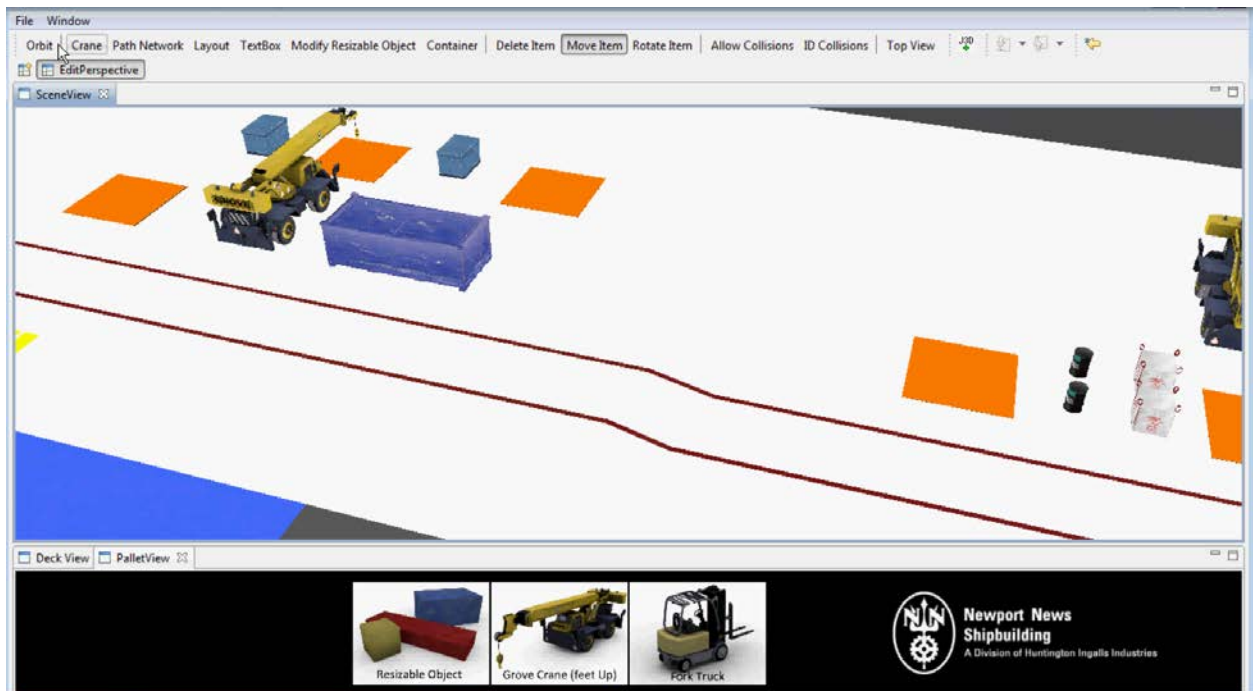 File Window
Orbit Crane Path Network Layout TextBox Modify Resizable Object Container Delete Item Move Item Rotate Item Allow Collisions ID Collisions Top View J3D
EditPerspective
SceneView
GROVE
Deck View PalletView
Resizable Object Grove Crane (feet Up) Fork Truck
Newport News
Shipbuilding
A Division of Huntington Ingalls Industries